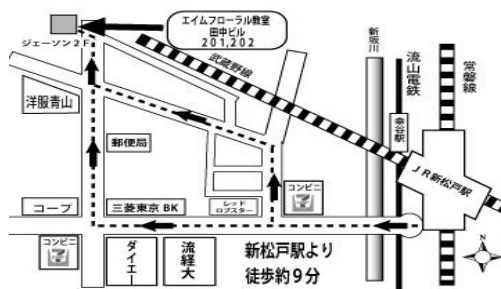 エイムフローラル教室
田中ビル
201,202
ジェーソン2F
武蔵野線
新坂川
流山電鉄
常磐線
幸谷駅
JR新松戸駅
洋服青山
郵便局
コンビニ
コープ
三菱東京BK
レッド
ロブスター
コンビニ
ダイエー
流経大
新松戸駅より
徒歩約9分